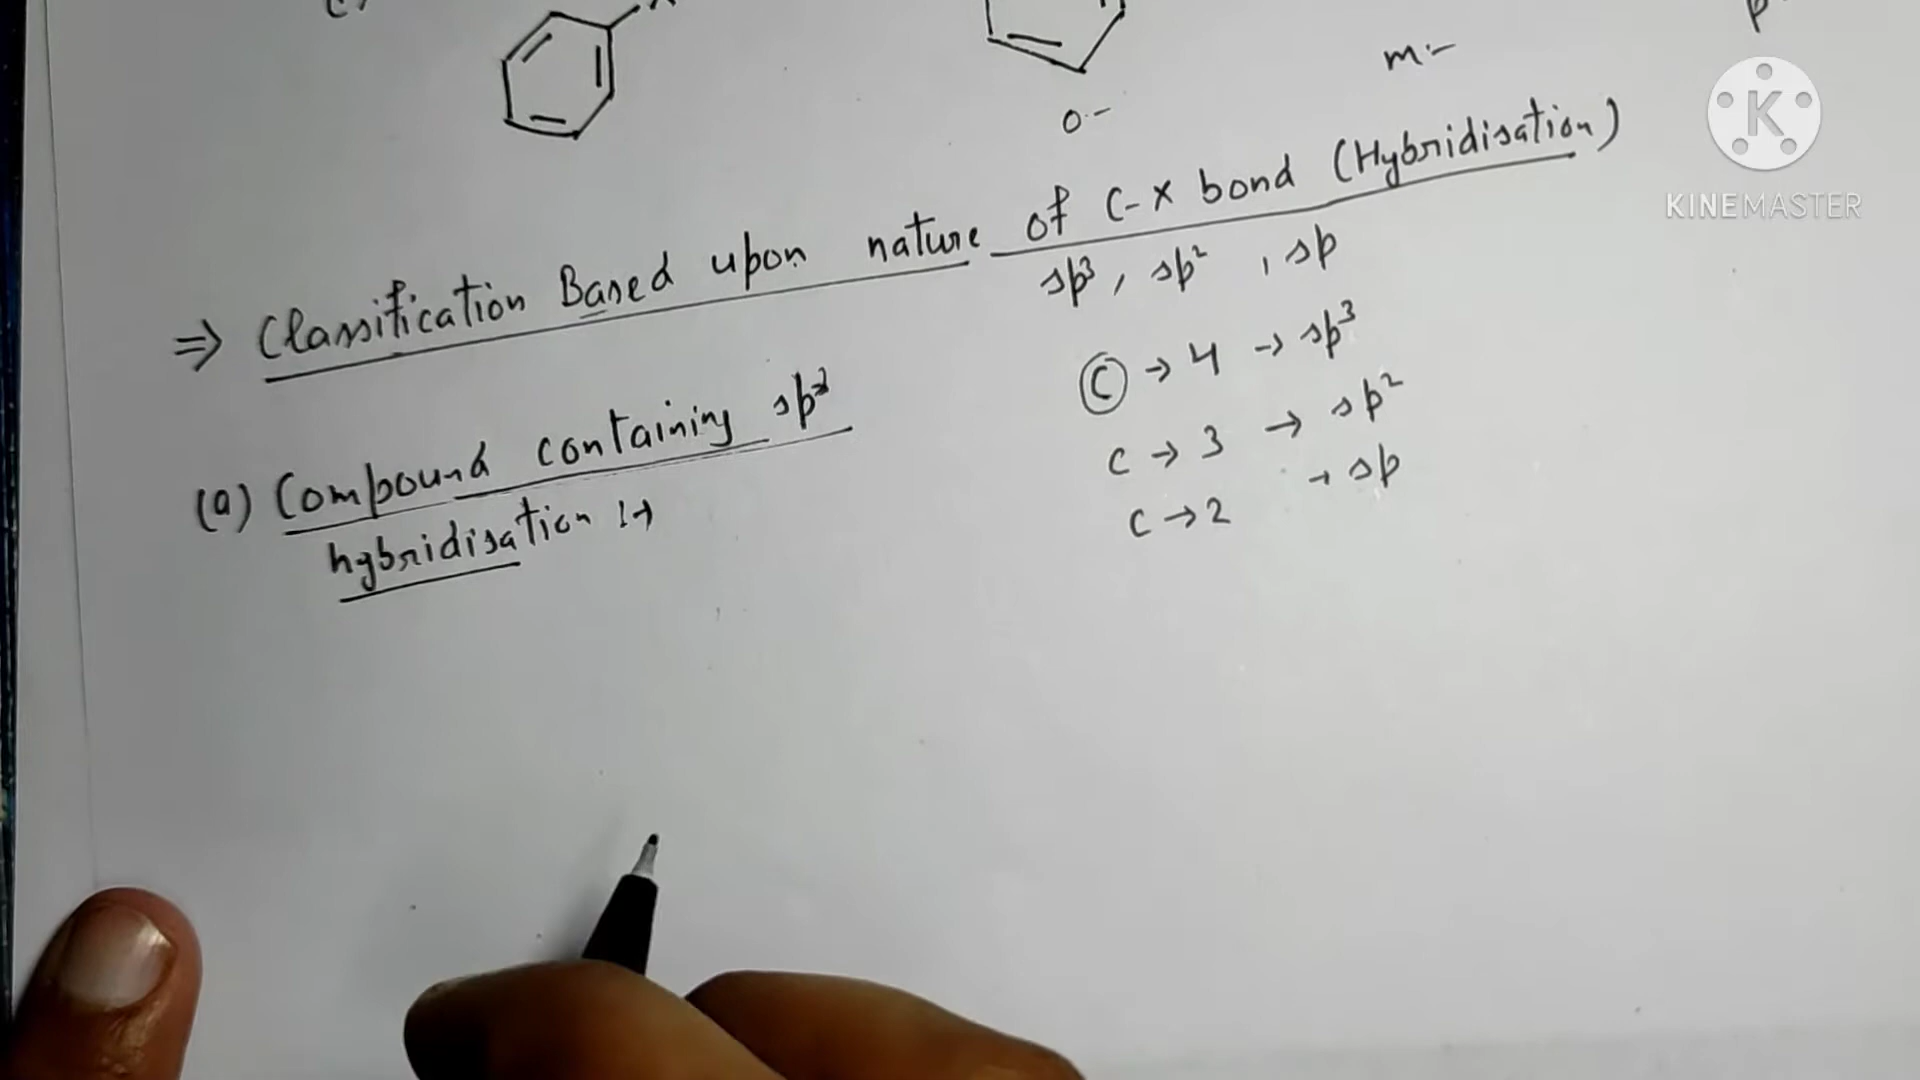 m:-
p
o:-
⇒ Classification Based upon nature of C-X bond (Hybridisation)
sp³, sp², sp
C → 4 → sp³
(a) Compound containing sp³
C → 3 → sp²
hybridisation :→
C → 2 → sp
KINEMASTER